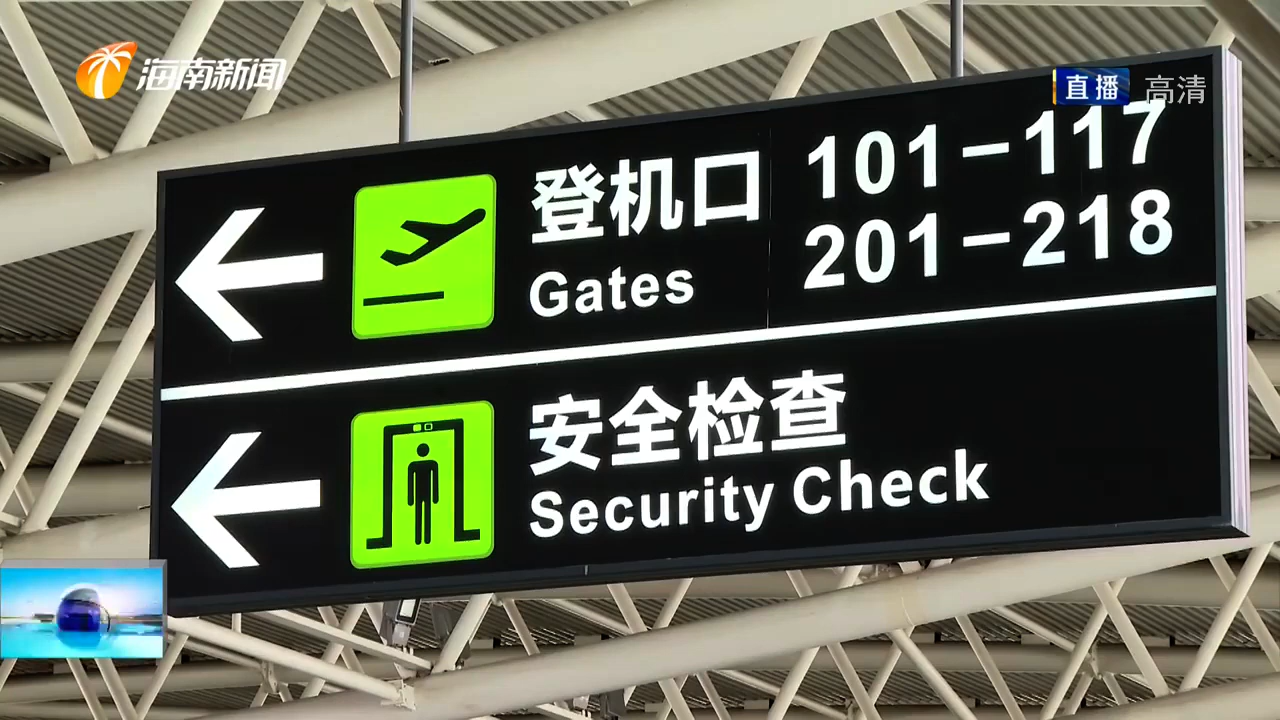 海南新闻
直播 高清
登机口 101-117
Gates 201-218
安全检查
Security Check